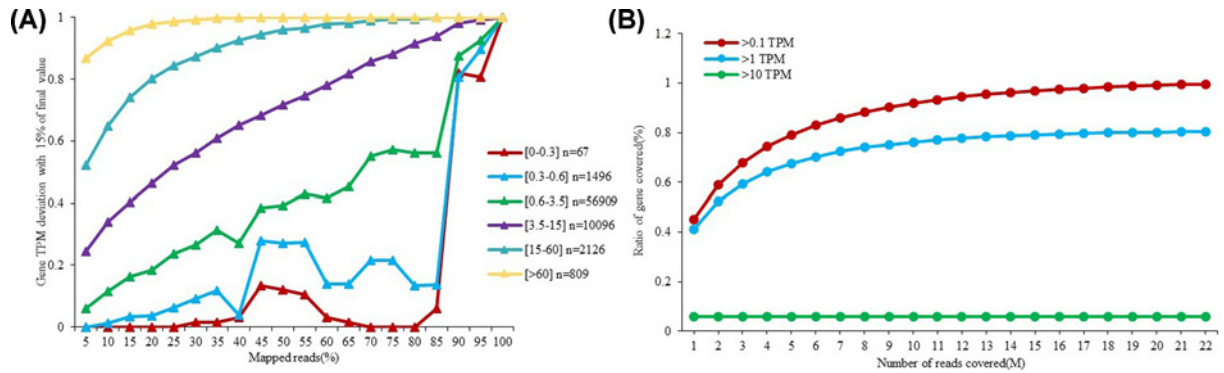 (A)
Gene TPM deviation with 15% of final value
1
0.8
0.6
0.4
0.2
0
5 10 15 20 25 30 35 40 45 50 55 60 65 70 75 80 85 90 95 100
Mapped reads(%)
[0-0.3] n=67
[0.3-0.6] n=1496
[0.6-3.5] n=56909
[3.5-15] n=10096
[15-60] n=2126
[>60] n=809
(B)
Ratio of gene covered(%)
1.2
1
0.8
0.6
0.4
0.2
0
>0.1 TPM
>1 TPM
>10 TPM
1 2 3 4 5 6 7 8 9 10 11 12 13 14 15 16 17 18 19 20 21 22
Number of reads covered(M)